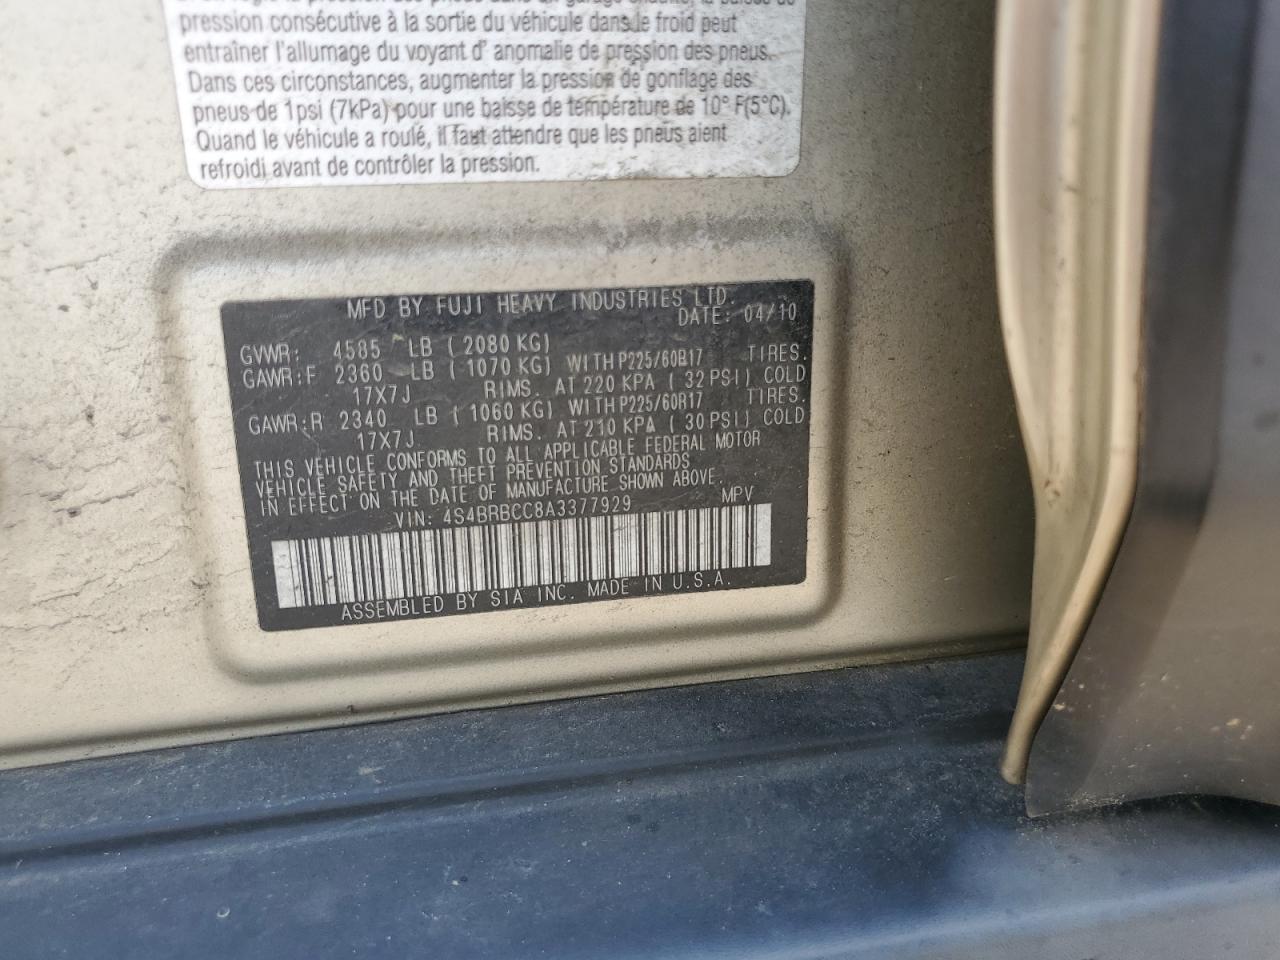 pression consécutive à la sortie du véhicule dans le froid peut
entraîner l'allumage du voyant d' anomalie de pression des pneus.
Dans ces circonstances, augmenter la pression de gonflage des
pneus de 1psi (7kPa) pour une baisse de température de 10° F(5°C).
Quand le véhicule a roulé, il faut attendre que les pneus aient
refroidi avant de contrôler la pression.
MFD BY FUJI HEAVY INDUSTRIES LTD.
DATE: 04/10
GVWR: 4585 LB ( 2080 KG)
GAWR:F 2360 LB ( 1070 KG) WITH P225/60R17 TIRES.
17X7J RIMS. AT 220 KPA ( 32 PSI) COLD
GAWR:R 2340 LB ( 1060 KG) WITH P225/60R17 TIRES.
17X7J RIMS. AT 210 KPA ( 30 PSI) COLD
THIS VEHICLE CONFORMS TO ALL APPLICABLE FEDERAL MOTOR
VEHICLE SAFETY AND THEFT PREVENTION STANDARDS
IN EFFECT ON THE DATE OF MANUFACTURE SHOWN ABOVE.
VIN: 4S4BRBCC8A3377929 MPV
ASSEMBLED BY SIA INC. MADE IN U.S.A.